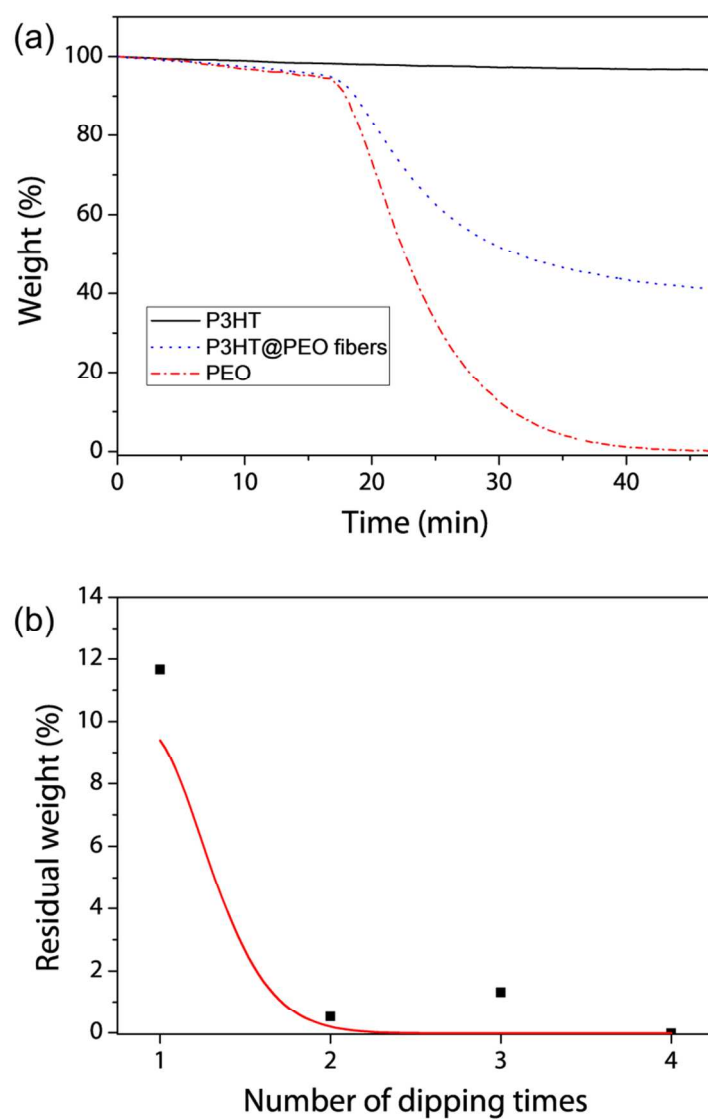 (a)
100
80
60
40
20
0
Weight (%)
P3HT
P3HT@PEO fibers
PEO
0 10 20 30 40
Time (min)
(b)
14
12
10
8
6
4
2
0
Residual weight (%)
1 2 3 4
Number of dipping times